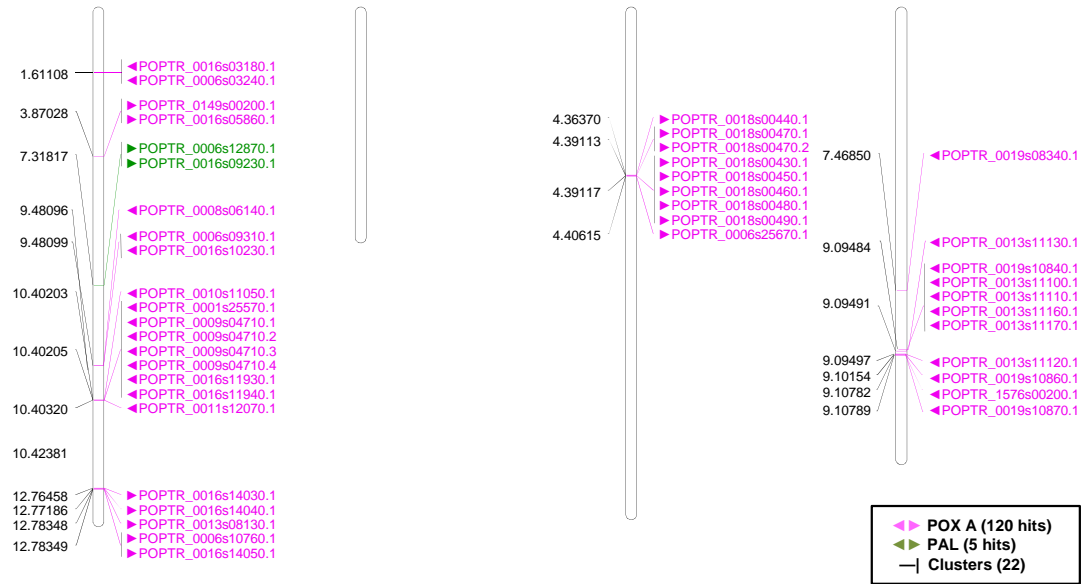 1.61108
3.87028
7.31817
9.48096
9.48099
10.40203
10.40205
10.40320
10.42381
12.76458
12.77186
12.78348
12.78349
◄POPTR_0016s03180.1
◄POPTR_0006s03240.1
►POPTR_0149s00200.1
►POPTR_0016s05860.1
►POPTR_0006s12870.1
►POPTR_0016s09230.1
◄POPTR_0008s06140.1
◄POPTR_0006s09310.1
◄POPTR_0016s10230.1
◄POPTR_0010s11050.1
◄POPTR_0001s25570.1
◄POPTR_0009s04710.1
◄POPTR_0009s04710.2
◄POPTR_0009s04710.3
◄POPTR_0009s04710.4
◄POPTR_0016s11930.1
◄POPTR_0016s11940.1
◄POPTR_0011s12070.1
►POPTR_0016s14030.1
►POPTR_0016s14040.1
►POPTR_0013s08130.1
►POPTR_0006s10760.1
►POPTR_0016s14050.1
4.36370
4.39113
4.39117
4.40615
►POPTR_0018s00440.1
►POPTR_0018s00470.1
►POPTR_0018s00470.2
►POPTR_0018s00430.1
►POPTR_0018s00450.1
►POPTR_0018s00460.1
►POPTR_0018s00480.1
►POPTR_0018s00490.1
►POPTR_0006s25670.1
7.46850
9.09484
9.09491
9.09497
9.10154
9.10782
9.10789
◄POPTR_0019s08340.1
◄POPTR_0013s11130.1
◄POPTR_0019s10840.1
◄POPTR_0013s11100.1
◄POPTR_0013s11110.1
◄POPTR_0013s11160.1
◄POPTR_0013s11170.1
◄POPTR_0013s11120.1
◄POPTR_0019s10860.1
◄POPTR_1576s00200.1
◄POPTR_0019s10870.1
◄► POX A (120 hits)
◄► PAL (5 hits)
—| Clusters (22)